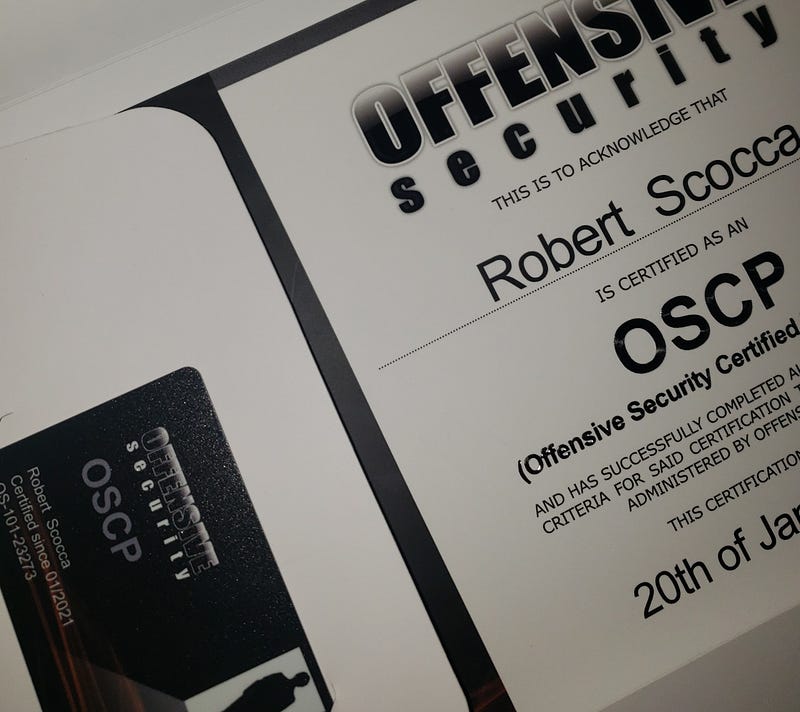 OFFENSIVE
security
THIS IS TO ACKNOWLEDGE THAT
Robert Scocca
IS CERTIFIED AS AN
OSCP
(Offensive Security Certified
AND HAS SUCCESSFULLY COMPLETED
CRITERIA FOR SAID CERTIFICATION
ADMINISTERED BY
THIS CERTIFICATION
20th of
OFFENSIVE
security
OSCP
Robert Scocca
Certified since 01/2021
OS-101-23273